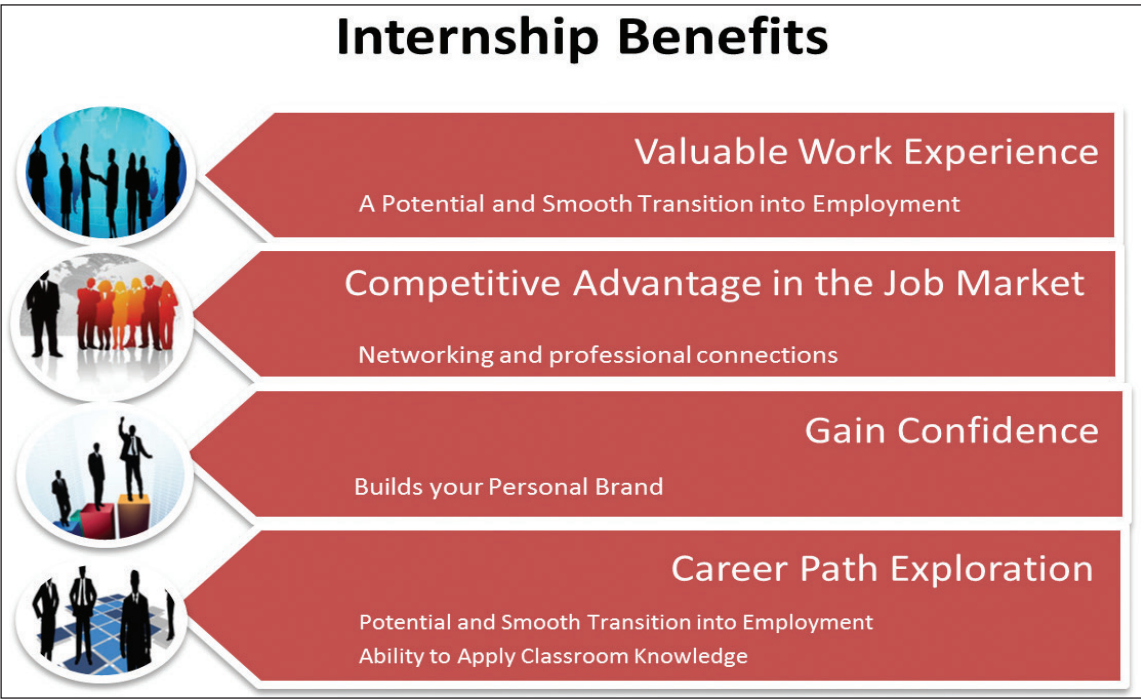 Internship Benefits
Valuable Work Experience
A Potential and Smooth Transition into Employment
Competitive Advantage in the Job Market
Networking and professional connections
Gain Confidence
Builds your Personal Brand
Career Path Exploration
Potential and Smooth Transition into Employment
Ability to Apply Classroom Knowledge